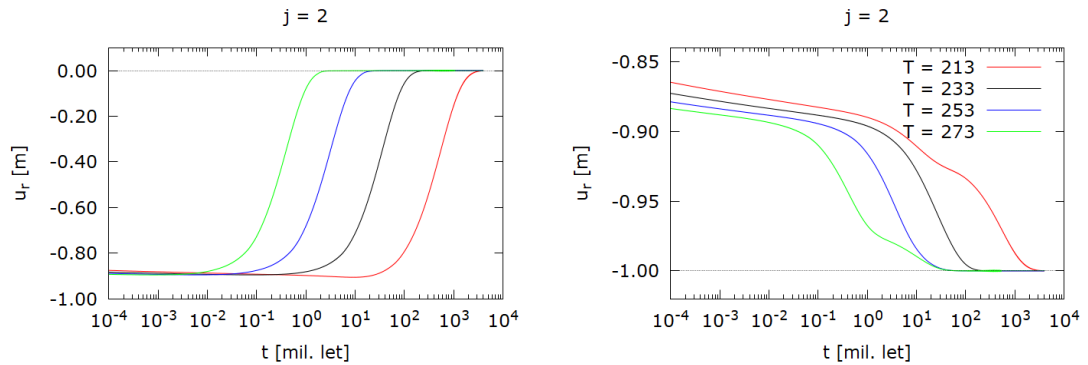 j = 2
0.00
-0.20
-0.40
-0.60
-0.80
-1.00
u_r [m]
10^-4 10^-3 10^-2 10^-1 10^0 10^1 10^2 10^3 10^4
t [mil. let]
j = 2
-0.85
-0.90
-0.95
-1.00
u_r [m]
T = 213
T = 233
T = 253
T = 273
10^-4 10^-3 10^-2 10^-1 10^0 10^1 10^2 10^3 10^4
t [mil. let]